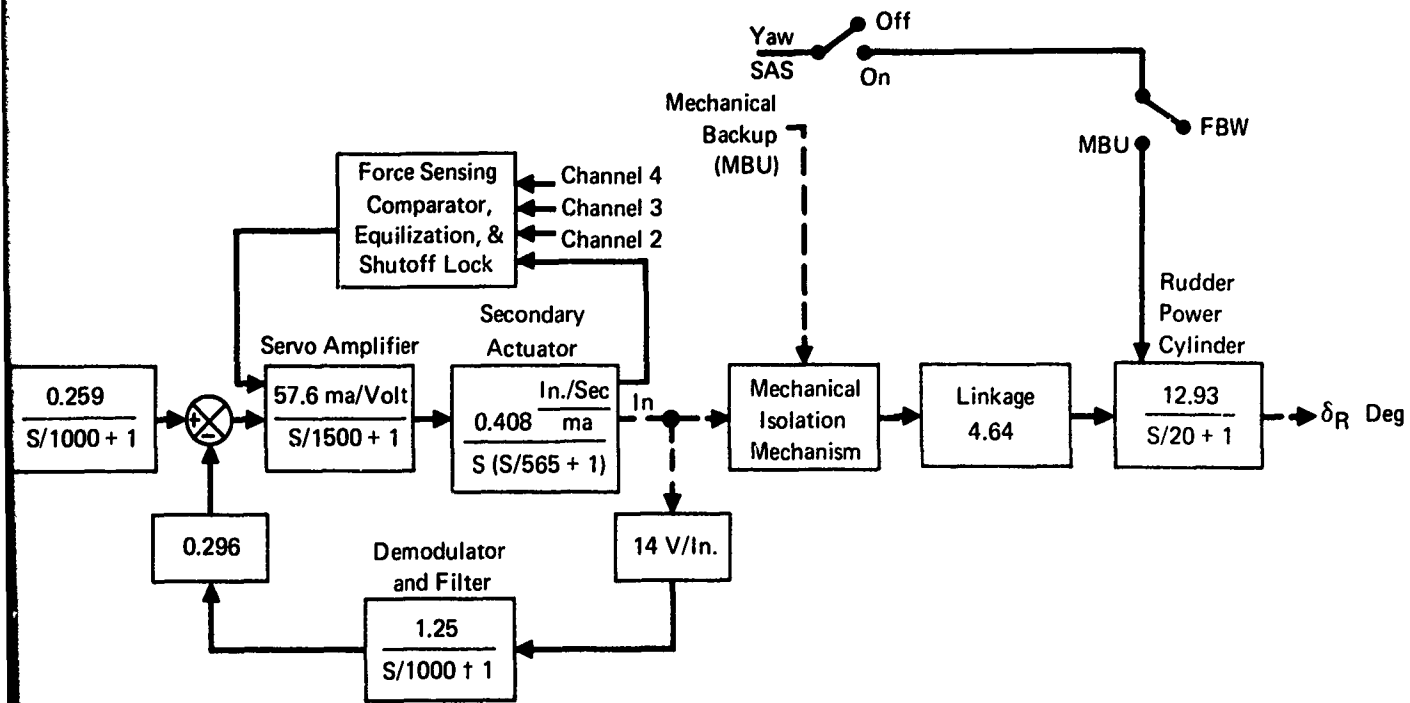 Yaw
SAS
Off
On
Mechanical
Backup
(MBU)
FBW
MBU
Force Sensing
Comparator,
Equilization, &
Shutoff Lock
Channel 4
Channel 3
Channel 2
Rudder
Power
Cylinder
Secondary
Actuator
Servo Amplifier
0.259
S/1000 + 1
+
−
57.6 ma/Volt
S/1500 + 1
0.408 In./Sec
ma
S (S/565 + 1)
In
Mechanical
Isolation
Mechanism
Linkage
4.64
12.93
S/20 + 1
δR Deg
0.296
Demodulator
and Filter
1.25
S/1000 † 1
14 V/In.